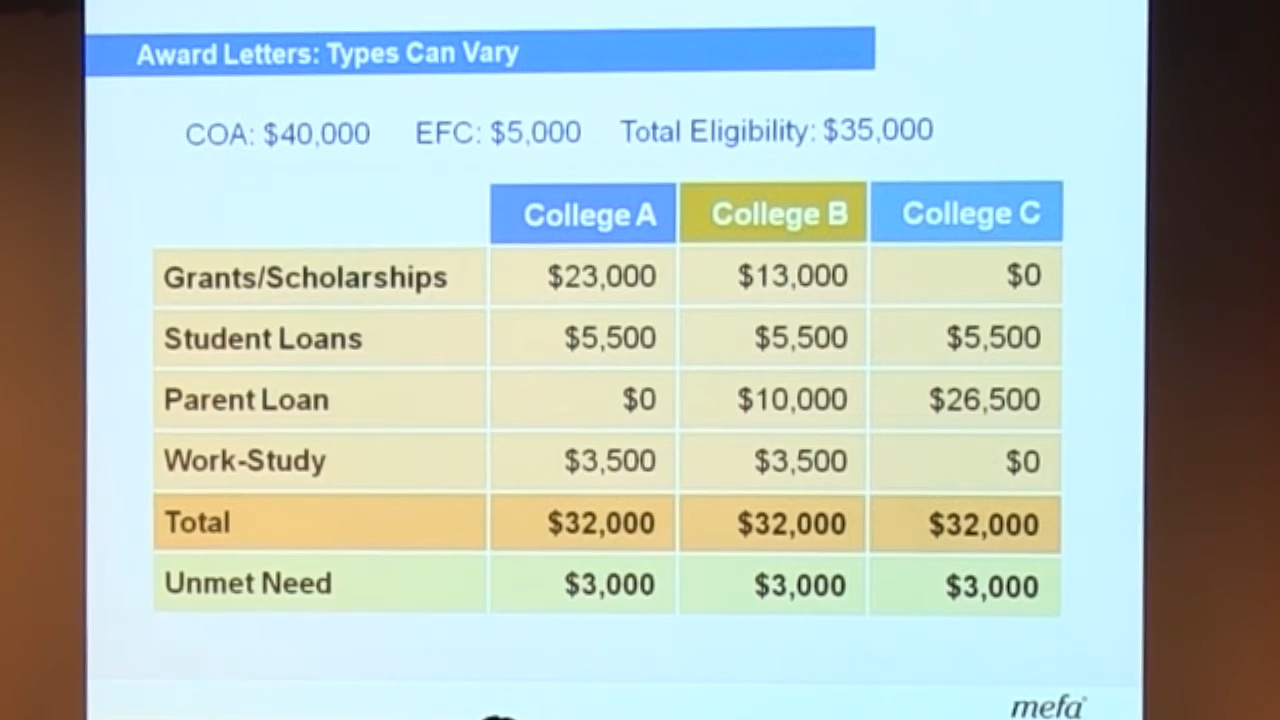 Award Letters: Types Can Vary
COA: $40,000 EFC: $5,000 Total Eligibility: $35,000
College A College B College C
Grants/Scholarships $23,000 $13,000 $0
Student Loans $5,500 $5,500 $5,500
Parent Loan $0 $10,000 $26,500
Work-Study $3,500 $3,500 $0
Total $32,000 $32,000 $32,000
Unmet Need $3,000 $3,000 $3,000
mefa